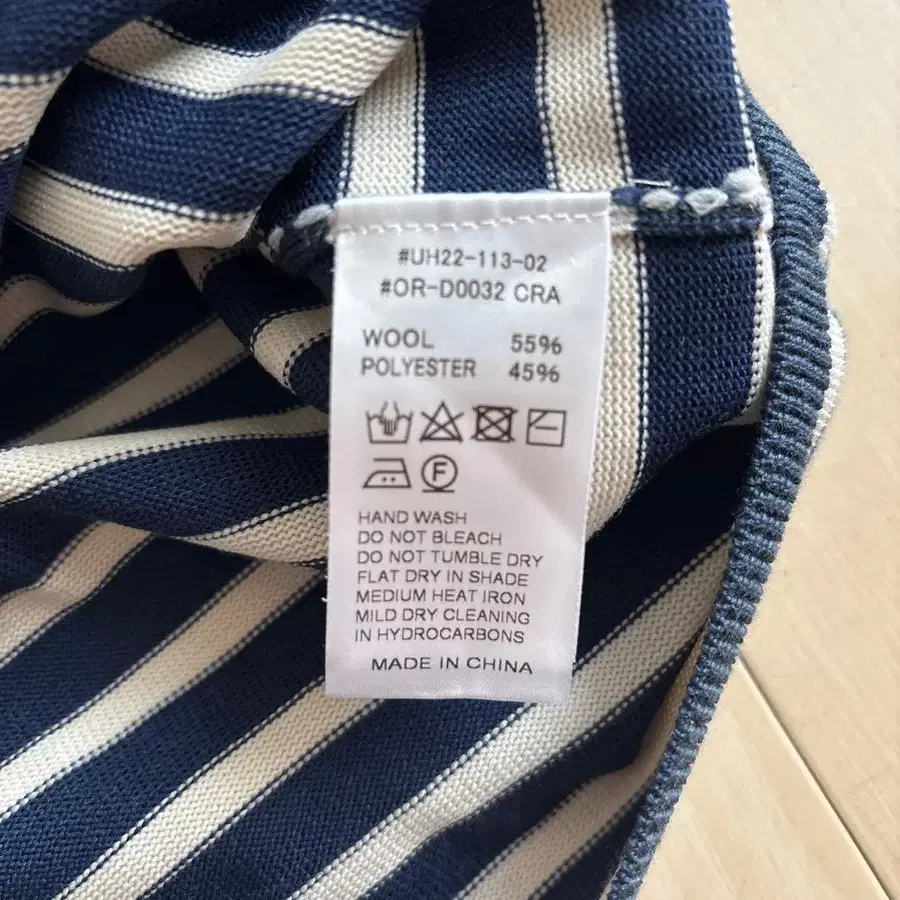 #UH22-113-02
#OR-D0032 CRA
WOOL 55%
POLYESTER 45%
F
HAND WASH
DO NOT BLEACH
DO NOT TUMBLE DRY
FLAT DRY IN SHADE
MEDIUM HEAT IRON
MILD DRY CLEANING
IN HYDROCARBONS
MADE IN CHINA